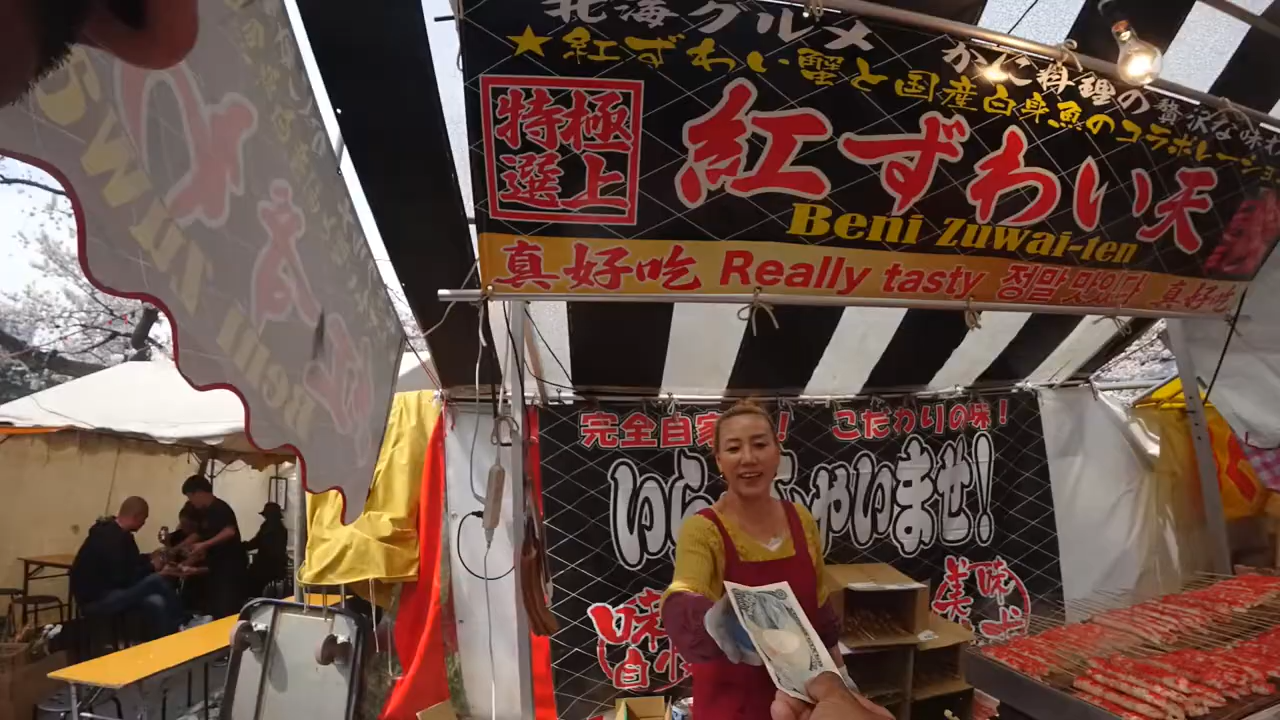 北海グルメ
かに料理の贅沢な味わ
★紅ずわい蟹と国産白身魚のコラボレーション
特選
極上
紅ずわい天
Beni Zuwai-ten
真好吃 Really tasty 정말 맛있다 真好吃
完全自家 ! こだわりの味!
いら ゃいませ!
味
自慢